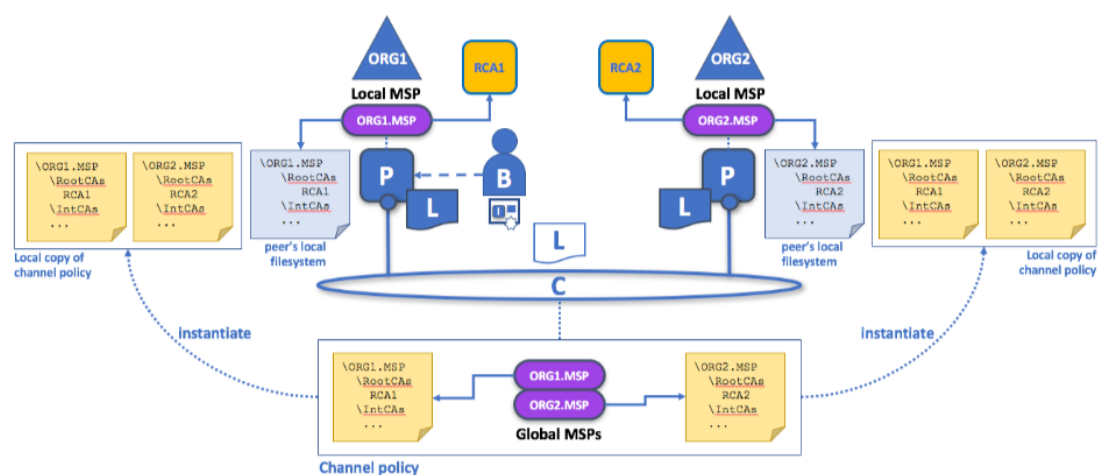 ORG1
RCA1
Local MSP
ORG1.MSP
RCA2
ORG2
Local MSP
ORG2.MSP
\ORG1.MSP
\RootCAs
RCA1
\IntCAs
...
\ORG2.MSP
\RootCAs
RCA2
\IntCAs
...
Local copy of
channel policy
\ORG1.MSP
\RootCAs
RCA1
\IntCAs
...
peer's local
filesystem
P
L
B
L
P
L
\ORG2.MSP
\RootCAs
RCA2
\IntCAs
...
peer's local
filesystem
\ORG1.MSP
\RootCAs
RCA1
\IntCAs
...
\ORG2.MSP
\RootCAs
RCA2
\IntCAs
...
Local copy of
channel policy
C
instantiate
instantiate
\ORG1.MSP
\RootCAs
RCA1
\IntCAs
...
ORG1.MSP
ORG2.MSP
Global MSPs
\ORG2.MSP
\RootCAs
RCA2
\IntCAs
...
Channel policy